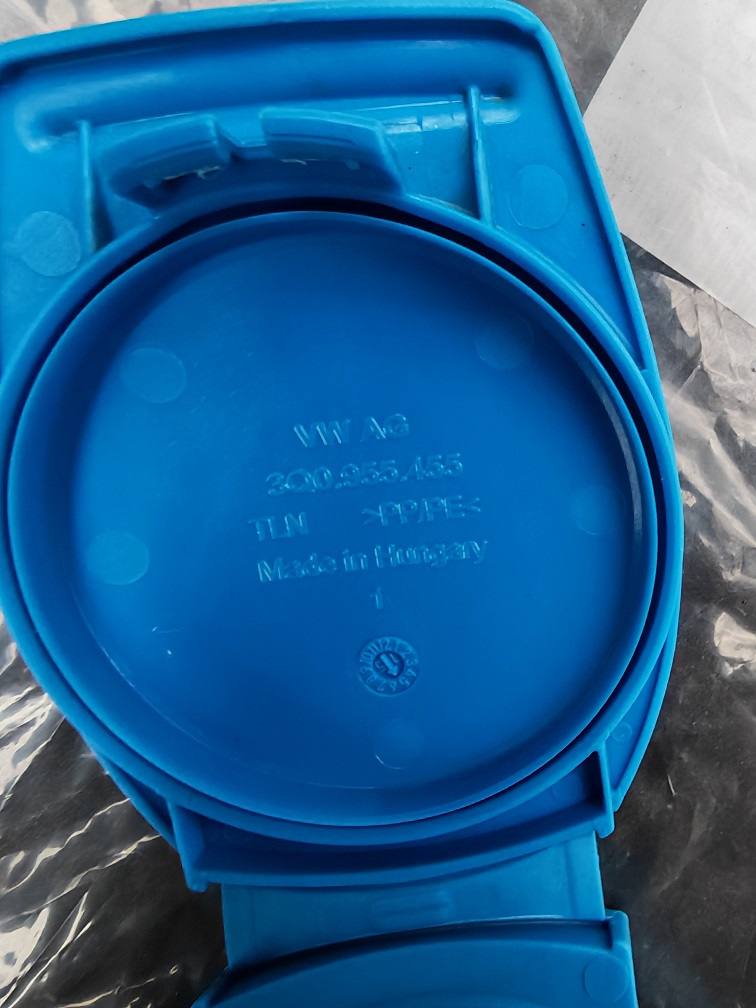 VW AG
3Q0.955.455
TLN >PP/PE<
Made in Hungary
1